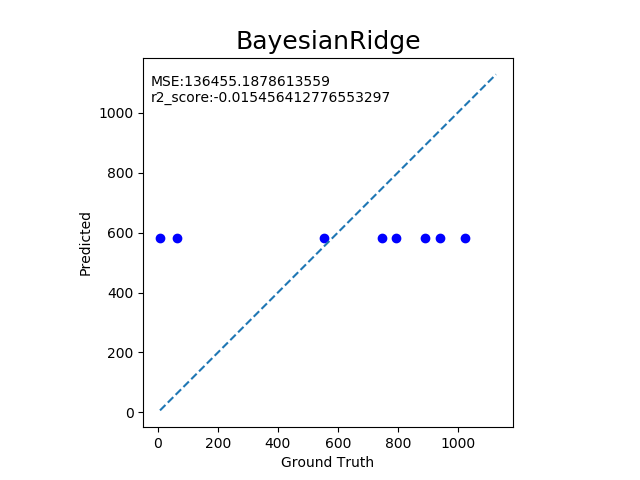 BayesianRidge
MSE:136455.1878613559
r2_score:-0.015456412776553297
1000
800
600
400
200
0
Predicted
0 200 400 600 800 1000
Ground Truth